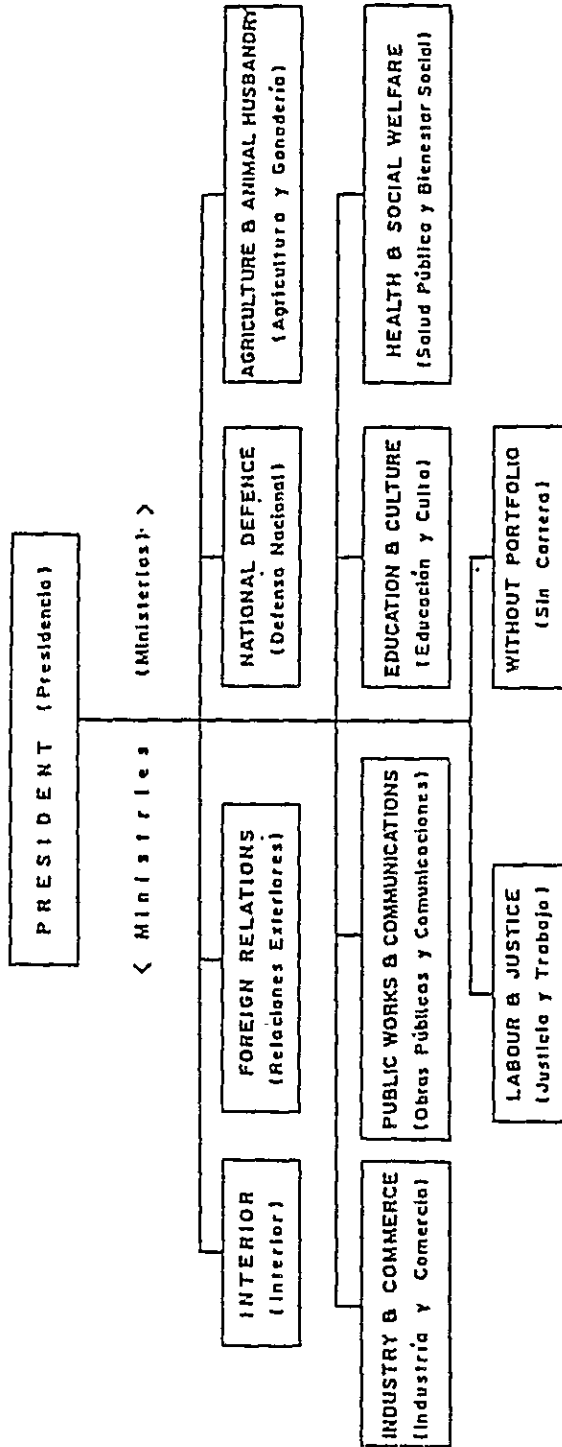 PRESIDENT (Presidencia)
< Ministries (Ministerios) >
INTERIOR
(Interior)
FOREIGN RELATIONS
(Relaciones Exteriores)
NATIONAL DEFENCE
(Defensa Nacional)
AGRICULTURE & ANIMAL HUSBANDRY
(Agricultura y Ganadería)
INDUSTRY & COMMERCE
(Industria y Comercio)
PUBLIC WORKS & COMMUNICATIONS
(Obras Públicas y Comunicaciones)
EDUCATION & CULTURE
(Educación y Culto)
HEALTH & SOCIAL WELFARE
(Salud Pública y Bienestar Social)
LABOUR & JUSTICE
(Justicia y Trabajo)
WITHOUT PORTFOLIO
(Sin Cartera)